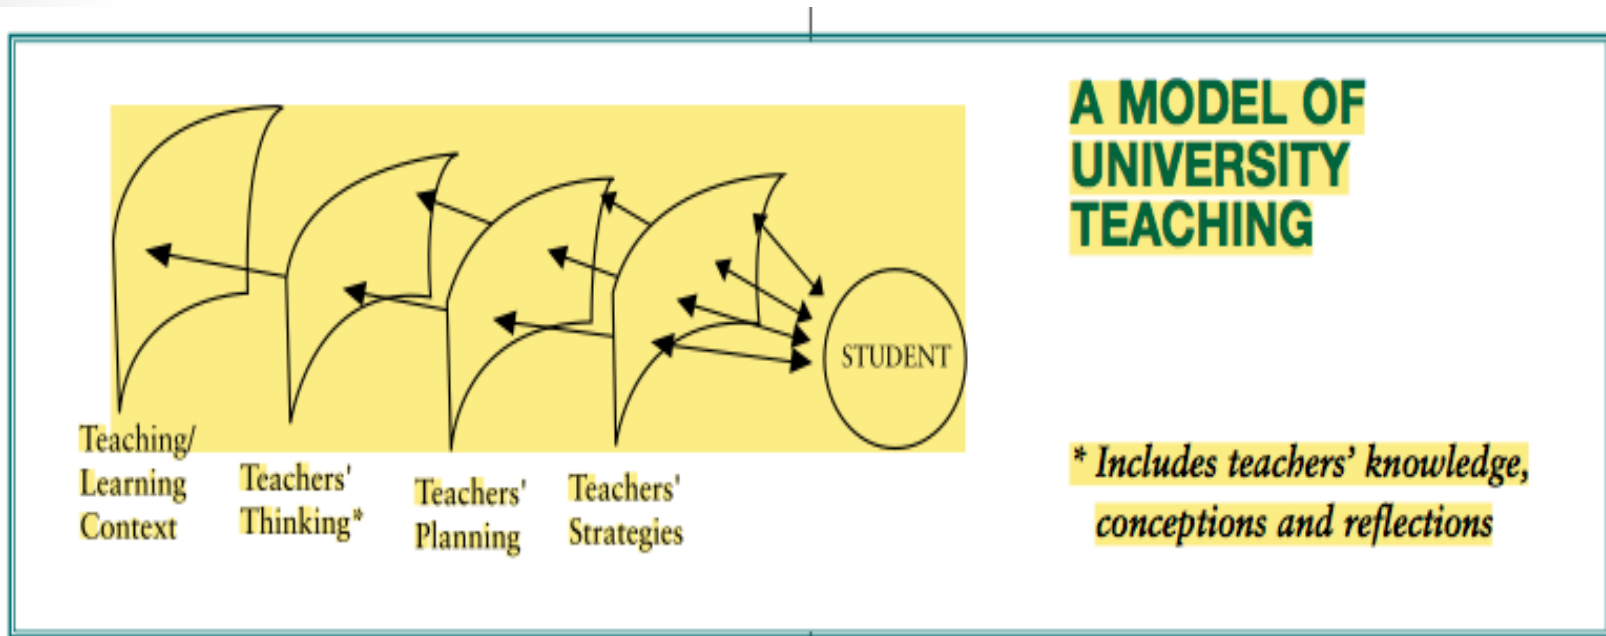 A MODEL OF
UNIVERSITY
TEACHING
STUDENT
Teaching/
Learning
Context
Teachers'
Thinking*
Teachers'
Planning
Teachers'
Strategies
* Includes teachers’ knowledge,
conceptions and reflections